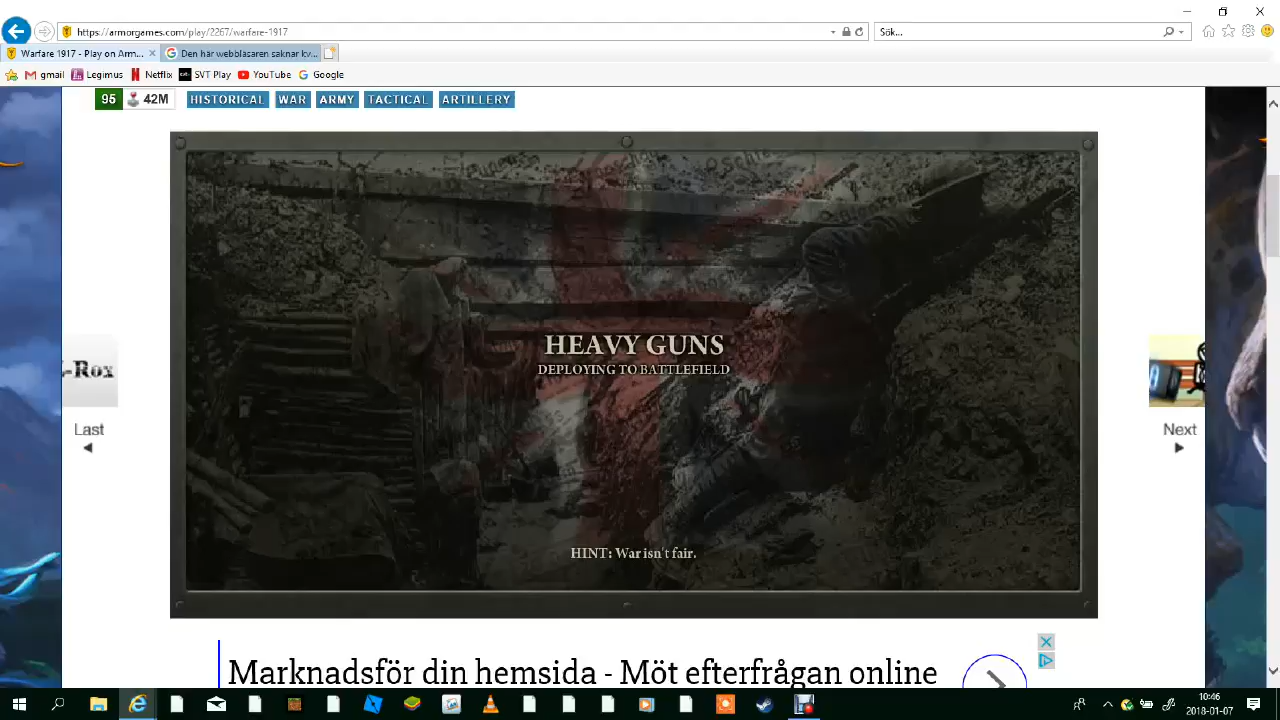 https://armorgames.com/play/2267/warfare-1917
Sök...
Warfare 1917 - Play on Arm...
Den här webbläsaren saknar kv...
gmail
Legimus
Netflix
SVT Play
YouTube
Google
95
42M
HISTORICAL
WAR
ARMY
TACTICAL
ARTILLERY
HEAVY GUNS
DEPLOYING TO BATTLEFIELD
-Rox
Last
Next
HINT: War isn't fair.
Marknadsför din hemsida - Möt efterfrågan online
10:46
2018-01-07